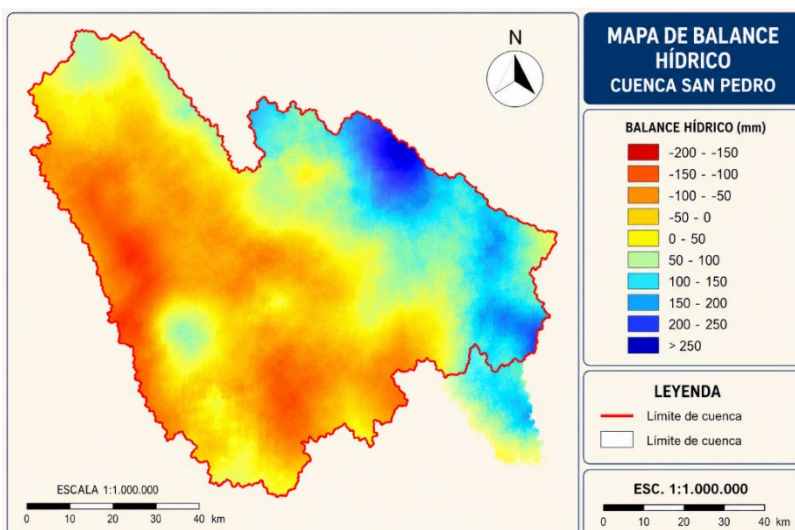 N
ESCALA 1:1.000.000
0 10 20 30 40 km
MAPA DE BALANCE
HÍDRICO
CUENCA SAN PEDRO
BALANCE HÍDRICO (mm)
-200 - -150
-150 - -100
-100 - -50
-50 - 0
0 - 50
50 - 100
100 - 150
150 - 200
200 - 250
> 250
LEYENDA
Límite de cuenca
Límite de cuenca
ESC. 1:1.000.000
0 10 20 30 40 km